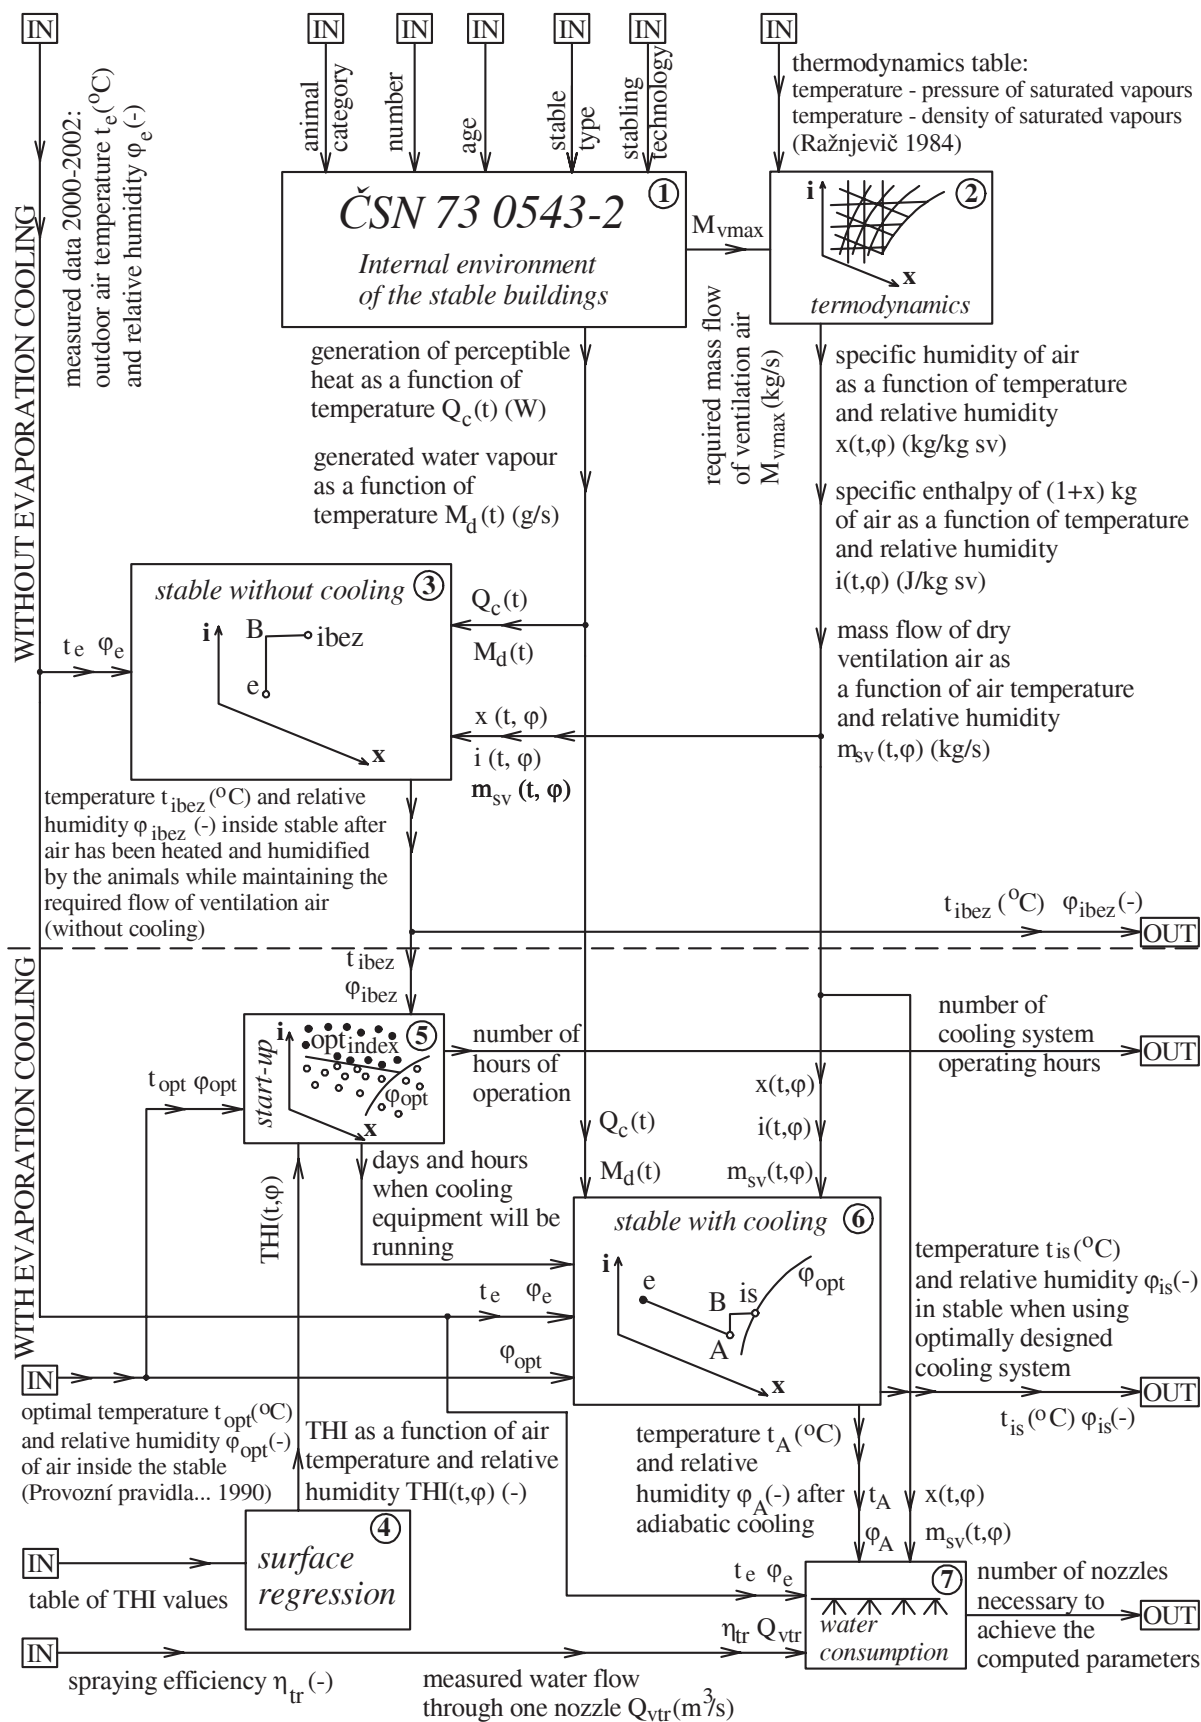 IN
IN
IN
IN
IN
IN
IN
measured data 2000-2002:
outdoor air temperature te(°C)
and relative humidity φe(-)
animal
category
number
age
stable
type
stabling
technology
thermodynamics table:
temperature - pressure of saturated vapours
temperature - density of saturated vapours
(Ražnjevič 1984)
WITHOUT EVAPORATION COOLING
1
ČSN 73 0543-2
Internal environment
of the stable buildings
Mvmax
2
i
x
termodynamics
generation of perceptible
heat as a function of
temperature Qc(t) (W)
generated water vapour
as a function of
temperature Md(t) (g/s)
required mass flow
of ventilation air
Mvmax(kg/s)
specific humidity of air
as a function of temperature
and relative humidity
x(t,φ) (kg/kg sv)
specific enthalpy of (1+x) kg
of air as a function of temperature
and relative humidity
i(t,φ) (J/kg sv)
mass flow of dry
ventilation air as
a function of air temperature
and relative humidity
msv(t,φ) (kg/s)
stable without cooling 3
i
B
ibez
e
x
te φe
Qc(t)
Md(t)
x (t, φ)
i (t, φ)
msv (t, φ)
temperature tibez(°C) and relative
humidity φibez (-) inside stable after
air has been heated and humidified
by the animals while maintaining the
required flow of ventilation air
(without cooling)
tibez(°C) φibez(-)
OUT
WITH EVAPORATION COOLING
tibez
φibez
5
i
optindex
start-up
φopt
x
topt φopt
number of
hours of
operation
number of
cooling system
operating hours
OUT
THI(t,φ)
days and hours
when cooling
equipment will be
running
Qc(t)
Md(t)
x(t,φ)
i(t,φ)
msv(t,φ)
stable with cooling 6
i
e
B
is
φopt
A
x
te φe
φopt
temperature tis(°C)
and relative humidity φis(-)
in stable when using
optimally designed
cooling system
OUT
tis(°C) φis(-)
IN
optimal temperature topt(°C)
and relative humidity φopt(-)
of air inside the stable
(Provozní pravidla... 1990)
THI as a function of air
temperature and relative
humidity THI(t,φ) (-)
temperature tA(°C)
and relative
humidity φA(-) after
adiabatic cooling
tA
φA
x(t,φ)
msv(t,φ)
4
surface
regression
IN
table of THI values
te φe
7
water
consumption
number of nozzles
necessary to
achieve the
computed parameters
OUT
IN
ηtr Qvtr
spraying efficiency ηtr(-)
measured water flow
through one nozzle Qvtr(m³/s)